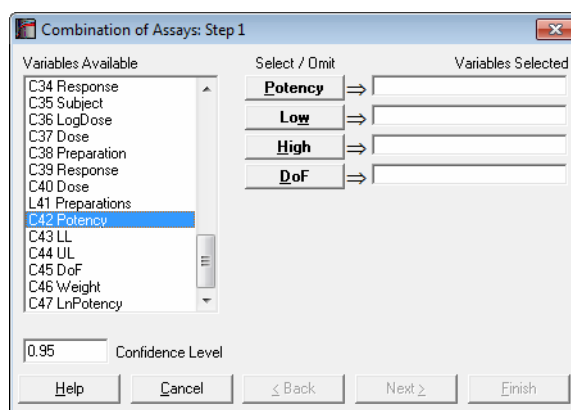 Combination of Assays: Step 1
Variables Available
Select / Omit
Variables Selected
C34 Response
C35 Subject
C36 LogDose
C37 Dose
C38 Preparation
C39 Response
C40 Dose
L41 Preparations
C42 Potency
C43 LL
C44 UL
C45 DoF
C46 Weight
C47 LnPotency
Potency
Low
High
DoF
0.95 Confidence Level
Help
Cancel
< Back
Next >
Finish